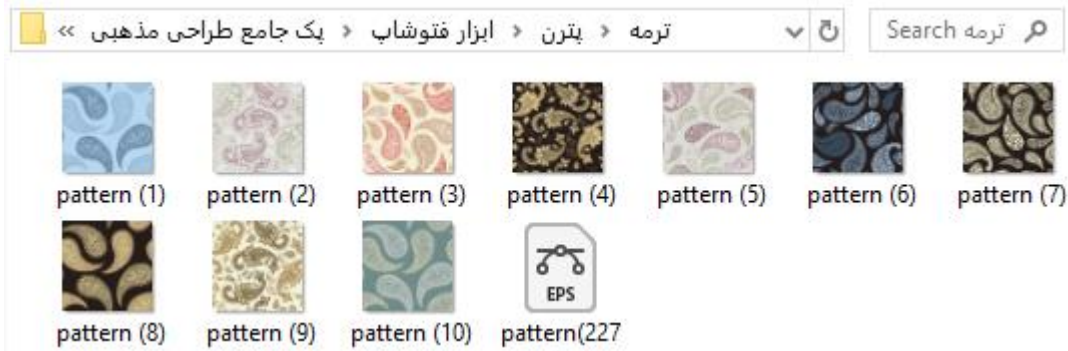 « پک جامع طراحی مذهبی › ابزار فتوشاپ › پترن › ترمه
Search ترمه
pattern (1) pattern (2) pattern (3) pattern (4) pattern (5) pattern (6) pattern (7)
pattern (8) pattern (9) pattern (10) EPS pattern(227